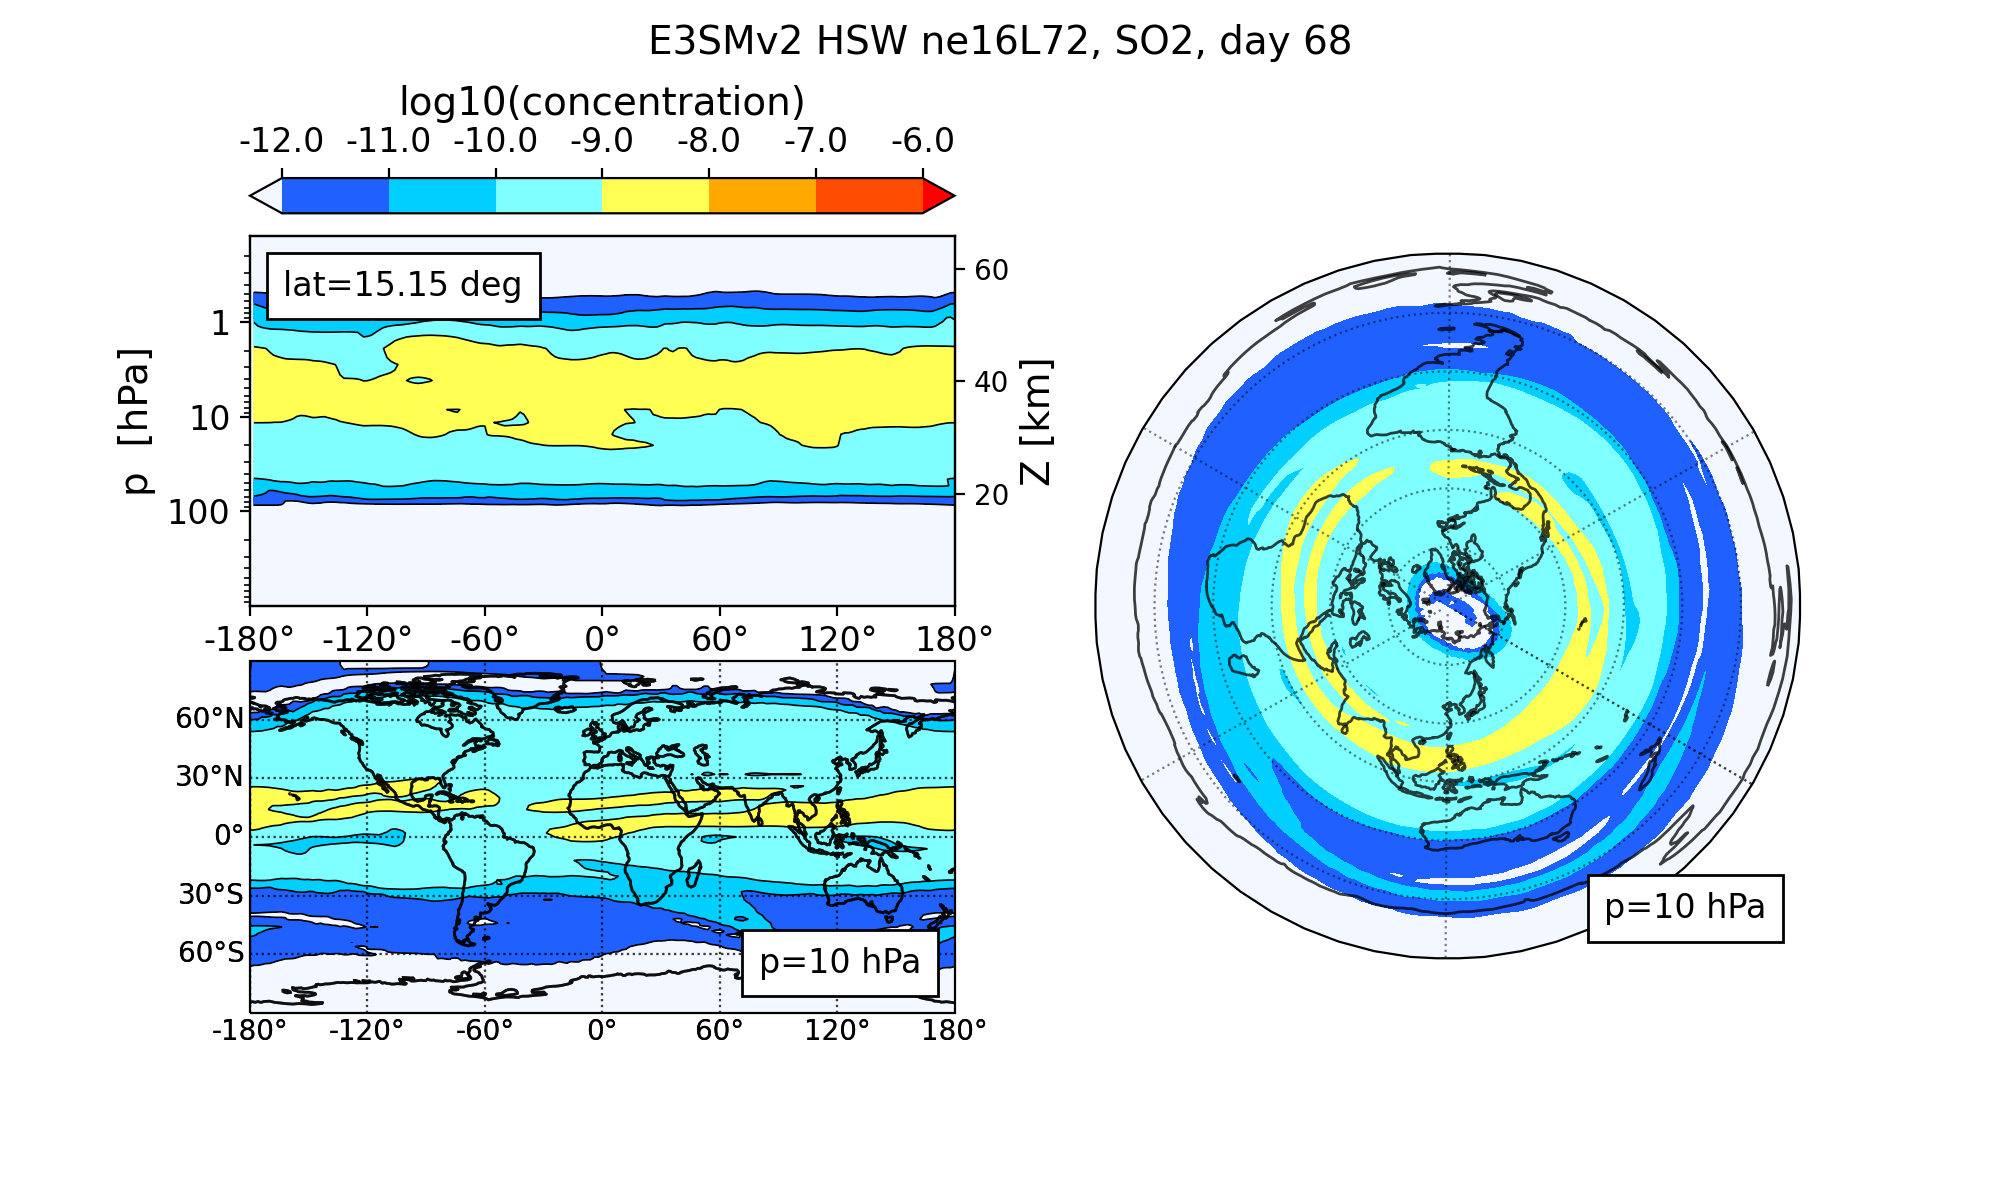 E3SMv2 HSW ne16L72, SO2, day 68
log10(concentration)
-12.0 -11.0 -10.0 -9.0 -8.0 -7.0 -6.0
lat=15.15 deg
p [hPa]
1
10
100
60
40
20
Z [km]
-180° -120° -60° 0° 60° 120° 180°
60°N
30°N
0°
30°S
60°S
p=10 hPa
-180° -120° -60° 0° 60° 120° 180°
p=10 hPa